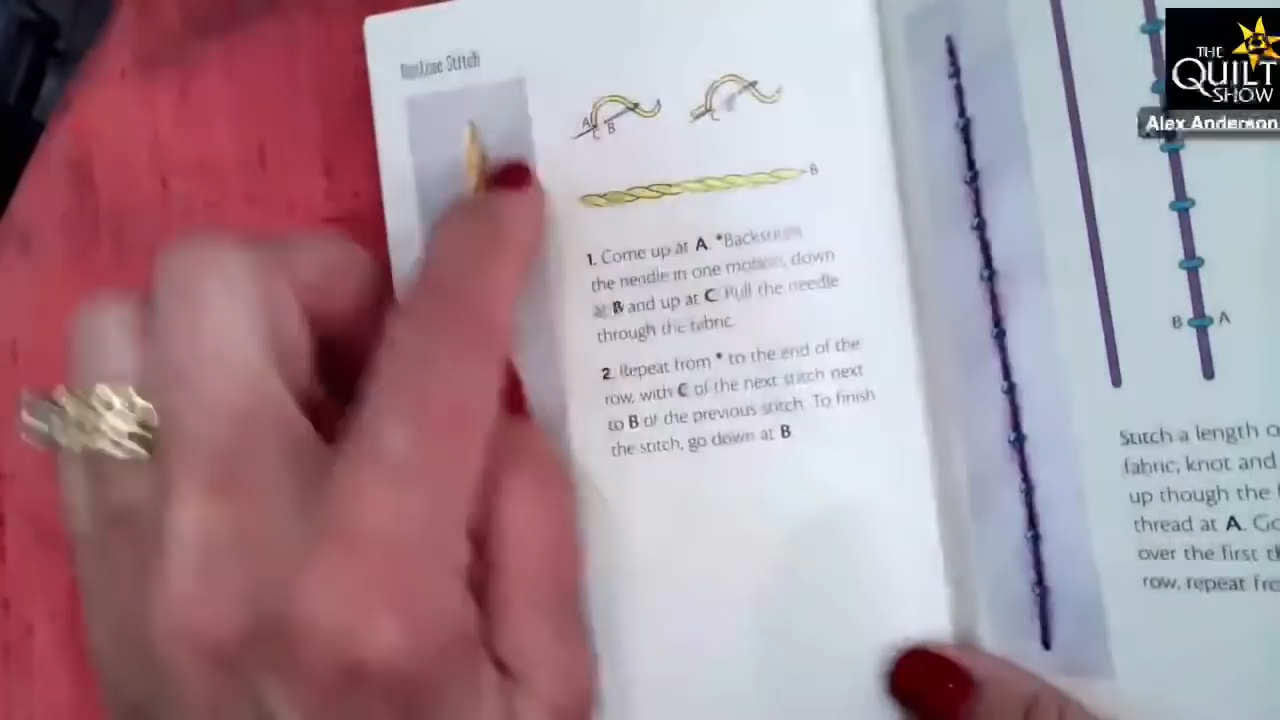 Outline Stitch
A
B
C
C
B
1. Come up at A. *Backstitch
the needle in one motion, down
at B and up at C. Pull the needle
through the fabric.
2. Repeat from * to the end of the
row, with C of the next stitch next
to B of the previous stitch. To finish
the stitch, go down at B.
B A
Stitch a length o
fabric, knot and
up though the
thread at A. Go
over the first th
row, repeat fro
THE
QUILT
SHOW
Alex Anderson